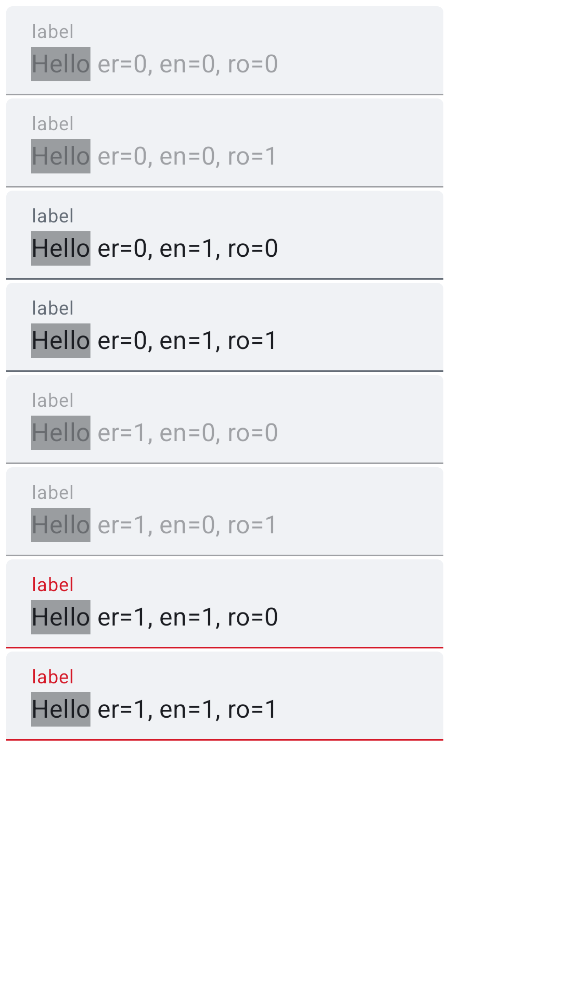 label
Hello er=0, en=0, ro=0
label
Hello er=0, en=0, ro=1
label
Hello er=0, en=1, ro=0
label
Hello er=0, en=1, ro=1
label
Hello er=1, en=0, ro=0
label
Hello er=1, en=0, ro=1
label
Hello er=1, en=1, ro=0
label
Hello er=1, en=1, ro=1